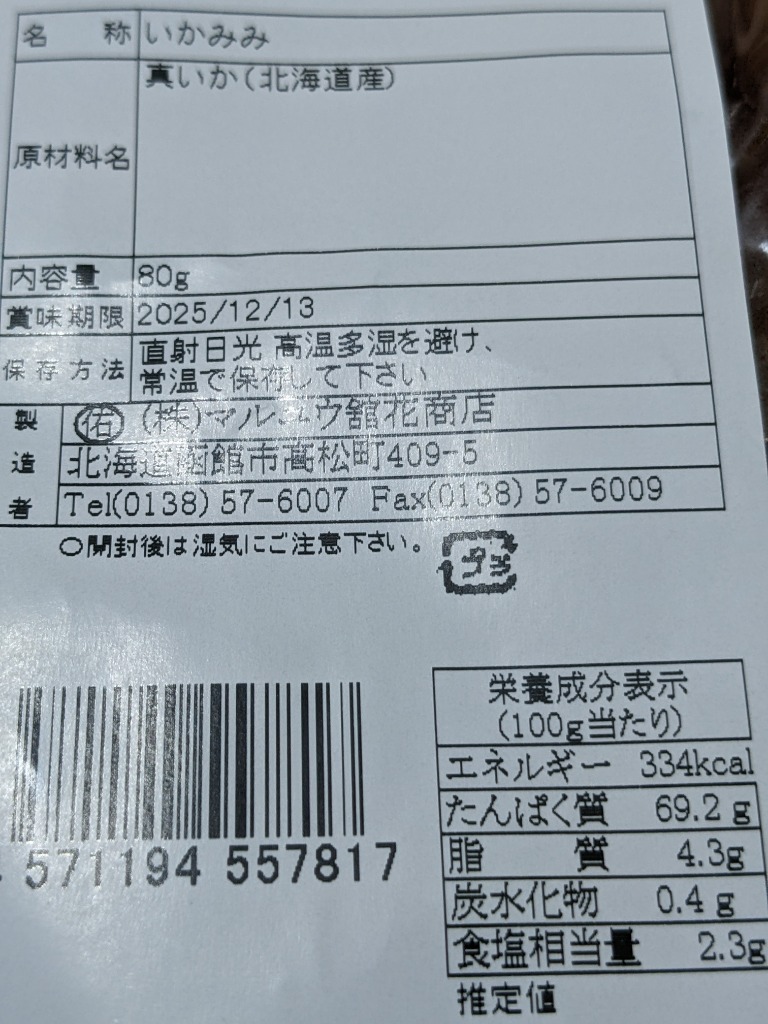 名 称 いかみみ
原材料名 真いか(北海道産)
内容量 80g
賞味期限 2025/12/13
保存方法 直射日光 高温多湿を避け、
常温で保存して下さい
製造者 ㊨ (株)マルユウ舘花商店
北海道函館市高松町409-5
Tel(0138)57-6007 Fax(0138)57-6009
○開封後は湿気にご注意下さい。
プラ
571194 557817
栄養成分表示
(100g当たり)
エネルギー 334kcal
たんぱく質 69.2g
脂質 4.3g
炭水化物 0.4g
食塩相当量 2.3g
推定値